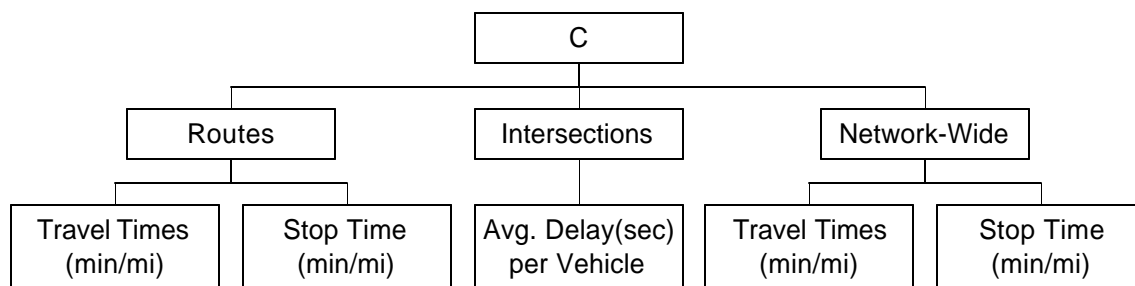 C
Routes
Intersections
Network-Wide
Travel Times
(min/mi)
Stop Time
(min/mi)
Avg. Delay(sec)
per Vehicle
Travel Times
(min/mi)
Stop Time
(min/mi)